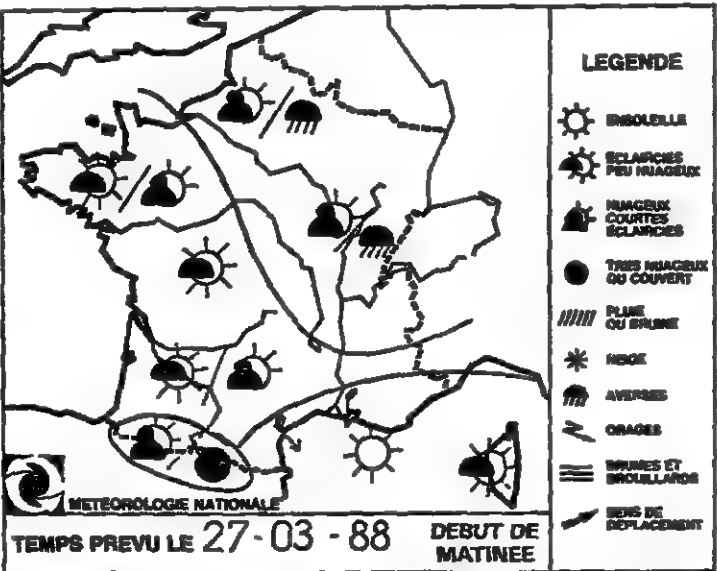 METEOROLOGIE NATIONALE
TEMPS PREVU LE 27-03-88
DEBUT DE
MATINEE
LEGENDE
ENSOLEILLE
ECLAIRCIES
PEU NUAGEUX
NUAGEUX
COURTES
ECLAIRCIES
TRES NUAGEUX
OU COUVERT
PLUIE
OU BRUINE
NEIGE
AVERSES
ORAGES
BRUMES ET
BROUILLARDS
SENS DE
DEPLACEMENT